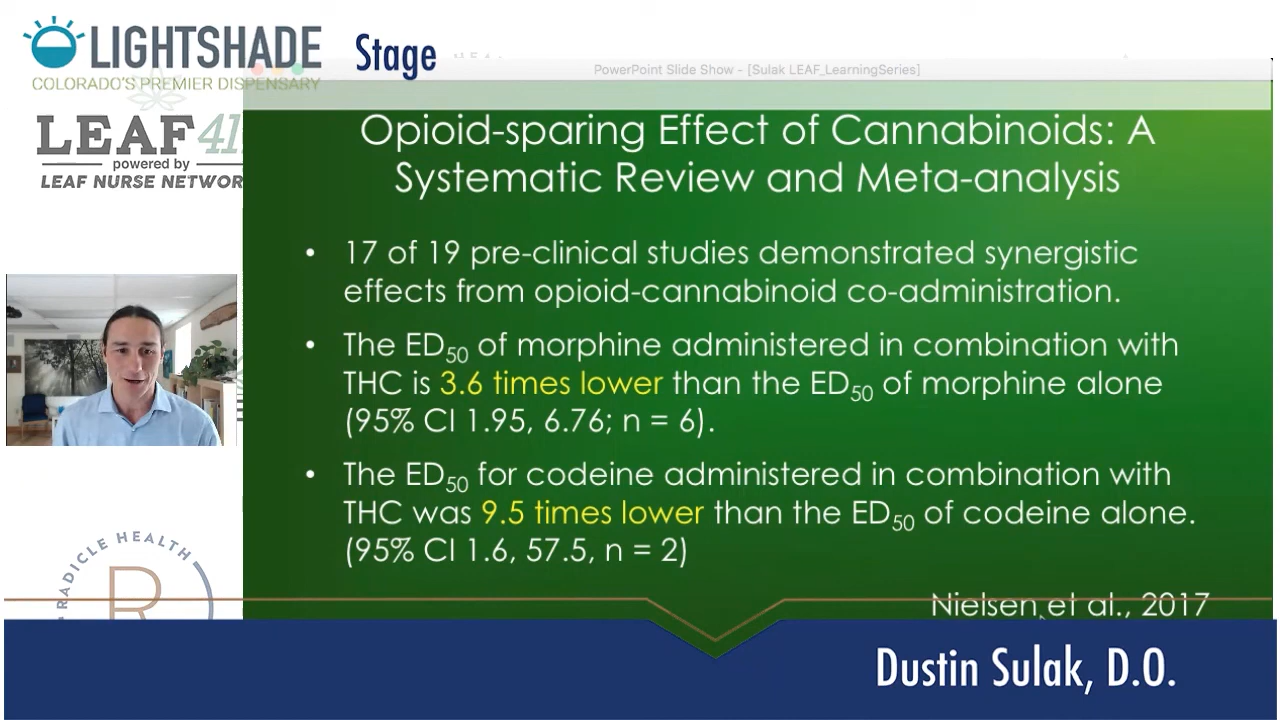 LIGHTSHADE
COLORADO'S PREMIER DISPENSARY
Stage
PowerPoint Slide Show - [Sulak LEAF_LearningSeries]
LEAF 41
powered by
LEAF NURSE NETWOR
Opioid-sparing Effect of Cannabinoids: A
Systematic Review and Meta-analysis
• 17 of 19 pre-clinical studies demonstrated synergistic
effects from opioid-cannabinoid co-administration.
• The ED50 of morphine administered in combination with
THC is 3.6 times lower than the ED50 of morphine alone
(95% CI 1.95, 6.76; n = 6).
• The ED50 for codeine administered in combination with
THC was 9.5 times lower than the ED50 of codeine alone.
(95% CI 1.6, 57.5, n = 2)
Nielsen et al., 2017
RADICLE HEALTH
R
Dustin Sulak, D.O.